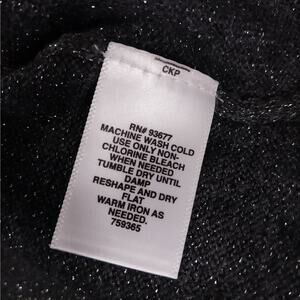 CKP
RN# 93677
MACHINE WASH COLD
USE ONLY NON-
CHLORINE BLEACH
WHEN NEEDED
TUMBLE DRY UNTIL
DAMP
RESHAPE AND DRY
FLAT
WARM IRON AS
NEEDED.
759365